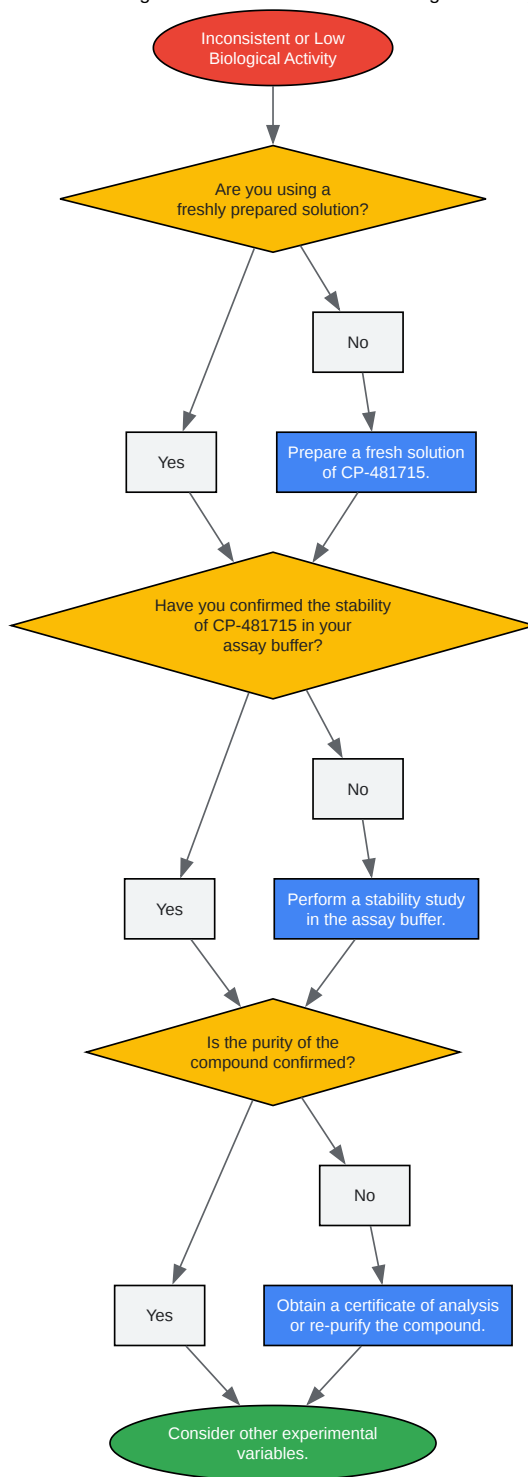 Inconsistent or Low
Biological Activity
Are you using a
freshly prepared solution?
No
Yes
Prepare a fresh solution
of CP-481715.
Have you confirmed the stability
of CP-481715 in your
assay buffer?
No
Yes
Perform a stability study
in the assay buffer.
Is the purity of the
compound confirmed?
No
Yes
Obtain a certificate of analysis
or re-purify the compound.
Consider other experimental
variables.